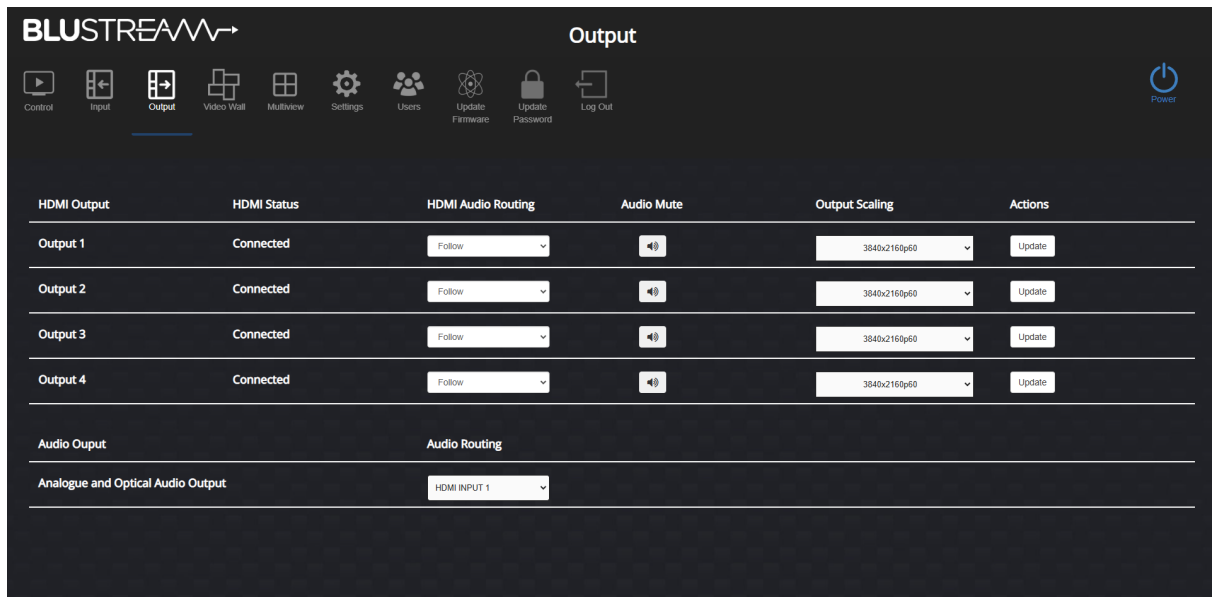 BLUSTREAM
Output
Control
Input
Output
Video Wall
Multiview
Settings
Users
Update
Firmware
Update
Password
Log Out
Power
HDMI Output HDMI Status HDMI Audio Routing Audio Mute Output Scaling Actions
Output 1 Connected Follow 3840x2160p60 Update
Output 2 Connected Follow 3840x2160p60 Update
Output 3 Connected Follow 3840x2160p60 Update
Output 4 Connected Follow 3840x2160p60 Update
Audio Ouput Audio Routing
Analogue and Optical Audio Output HDMI INPUT 1